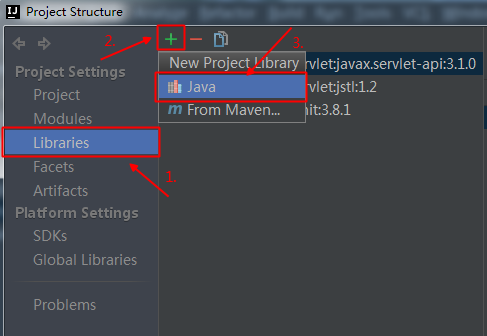 Project Structure
2.
3.
Project Settings
New Project Library
rvlet:javax.servlet-api:3.1.0
Project
Java
rvlet:jstl:1.2
Modules
From Maven...
nit:3.8.1
Libraries
Facets
1.
Artifacts
Platform Settings
SDKs
Global Libraries
Problems